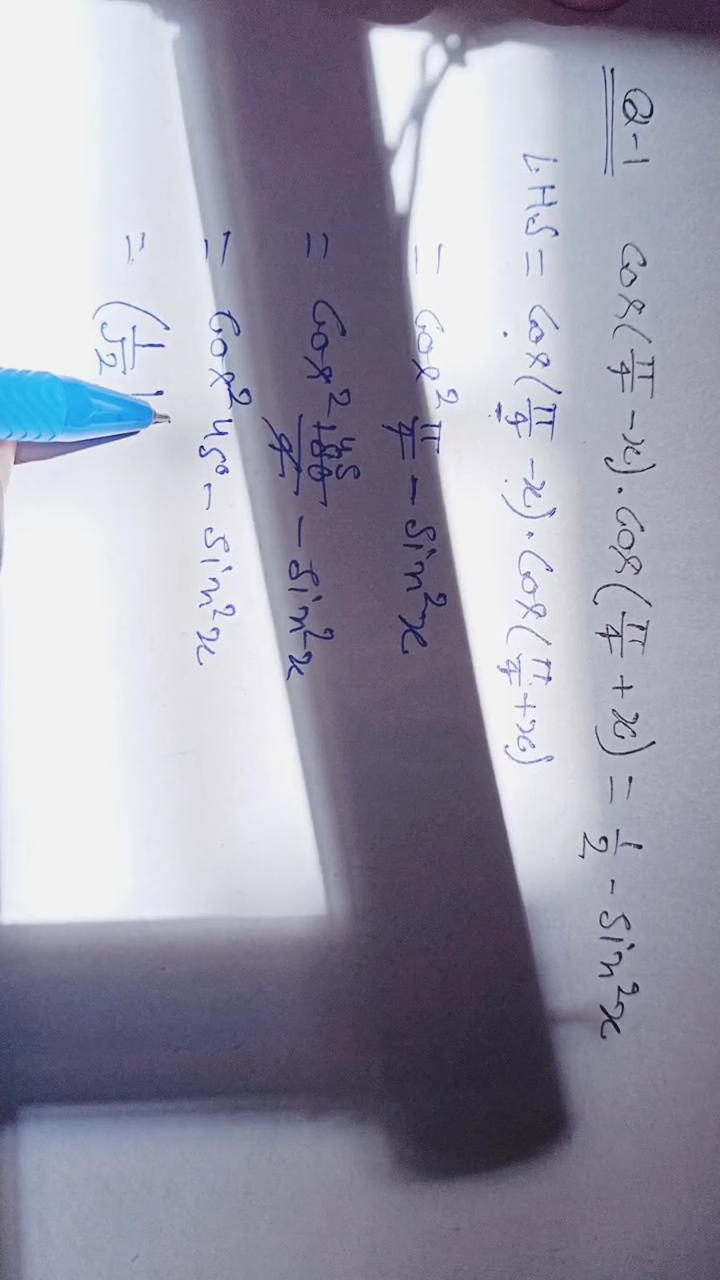 Q-1 cos(π/4 - x).cos(π/4 + x) = 1/2 - sin²x
LHS = cos(π/4 - x).cos(π/4 + x)
= cos² π/4 - sin²x
= cos² 180/4 45 - sin²x
= cos² 45° - sin²x
= (1/√2